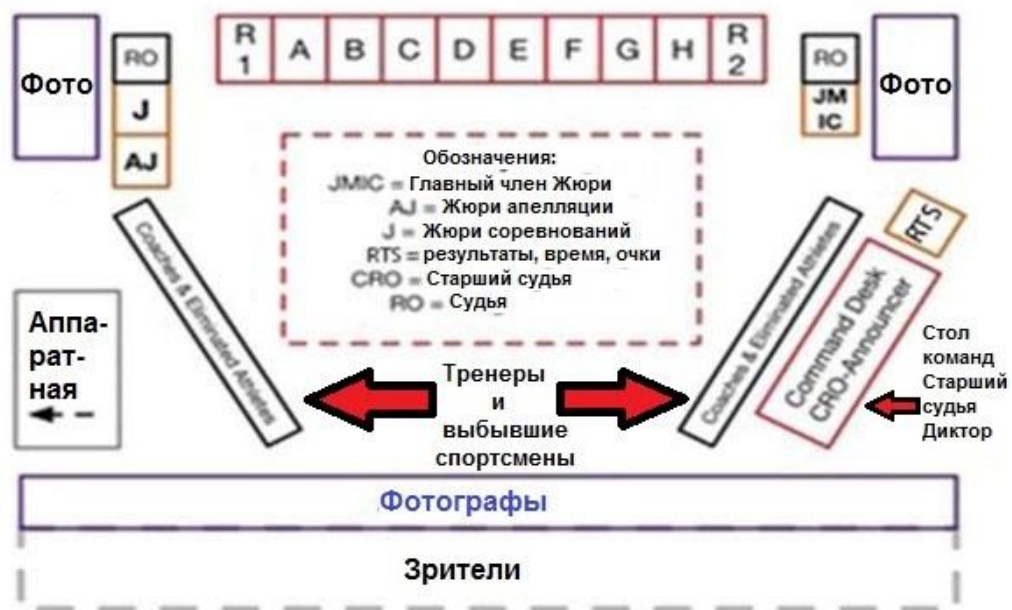 Фото
RO
J
AJ
R1 A B C D E F G H R2
RO
JM
IC
Фото
Обозначения:
JMIC = Главный член Жюри
AJ = Жюри апелляции
J = Жюри соревнований
RTS = результаты, время, очки
CRO = Старший судья
RO = Судья
Coaches & Eliminated Athletes
Coaches & Eliminated Athletes
RTS
Command Desk
CRO-Announcer
Аппа-
рат-
ная
Тренеры
и
выбывшие
спортсмены
Стол
команд
Старший
судья
Диктор
Фотографы
Зрители